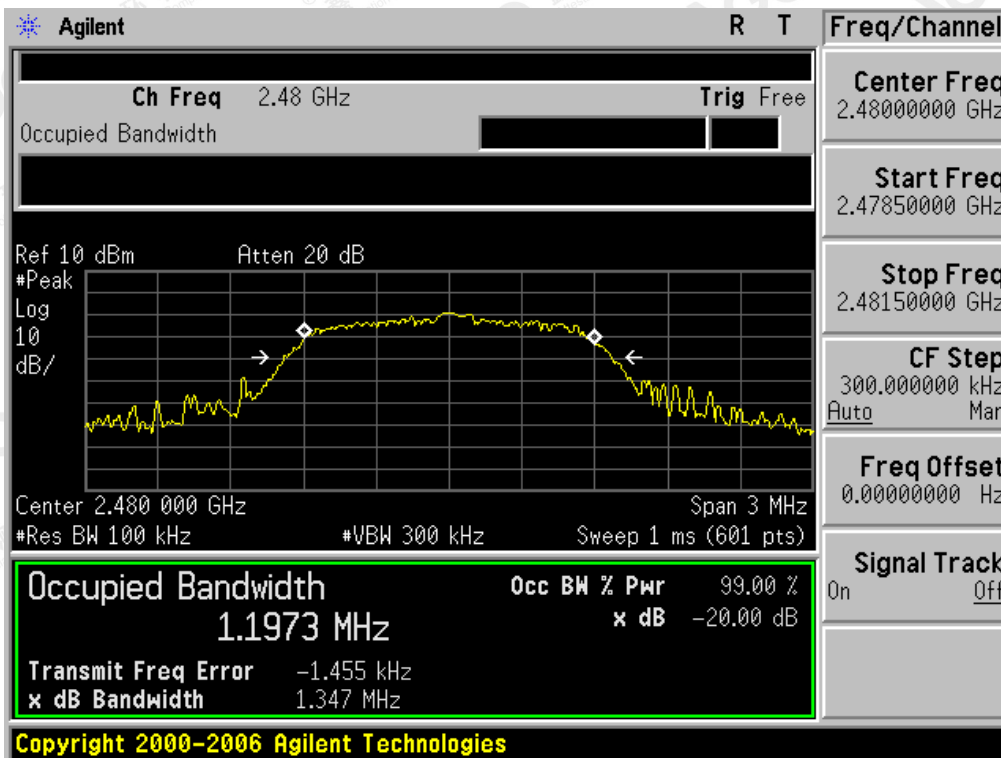 Agilent R T
Ch Freq 2.48 GHz Trig Free
Occupied Bandwidth
Ref 10 dBm Atten 20 dB
#Peak
Log
10
dB/
Center 2.480 000 GHz Span 3 MHz
#Res BW 100 kHz #VBW 300 kHz Sweep 1 ms (601 pts)
Occupied Bandwidth Occ BW % Pwr 99.00 %
1.1973 MHz x dB -20.00 dB
Transmit Freq Error -1.455 kHz
x dB Bandwidth 1.347 MHz
Copyright 2000-2006 Agilent Technologies
Freq/Channel
Center Freq
2.48000000 GHz
Start Freq
2.47850000 GHz
Stop Freq
2.48150000 GHz
CF Step
300.000000 kHz
Auto Man
Freq Offset
0.00000000 Hz
Signal Track
On Off